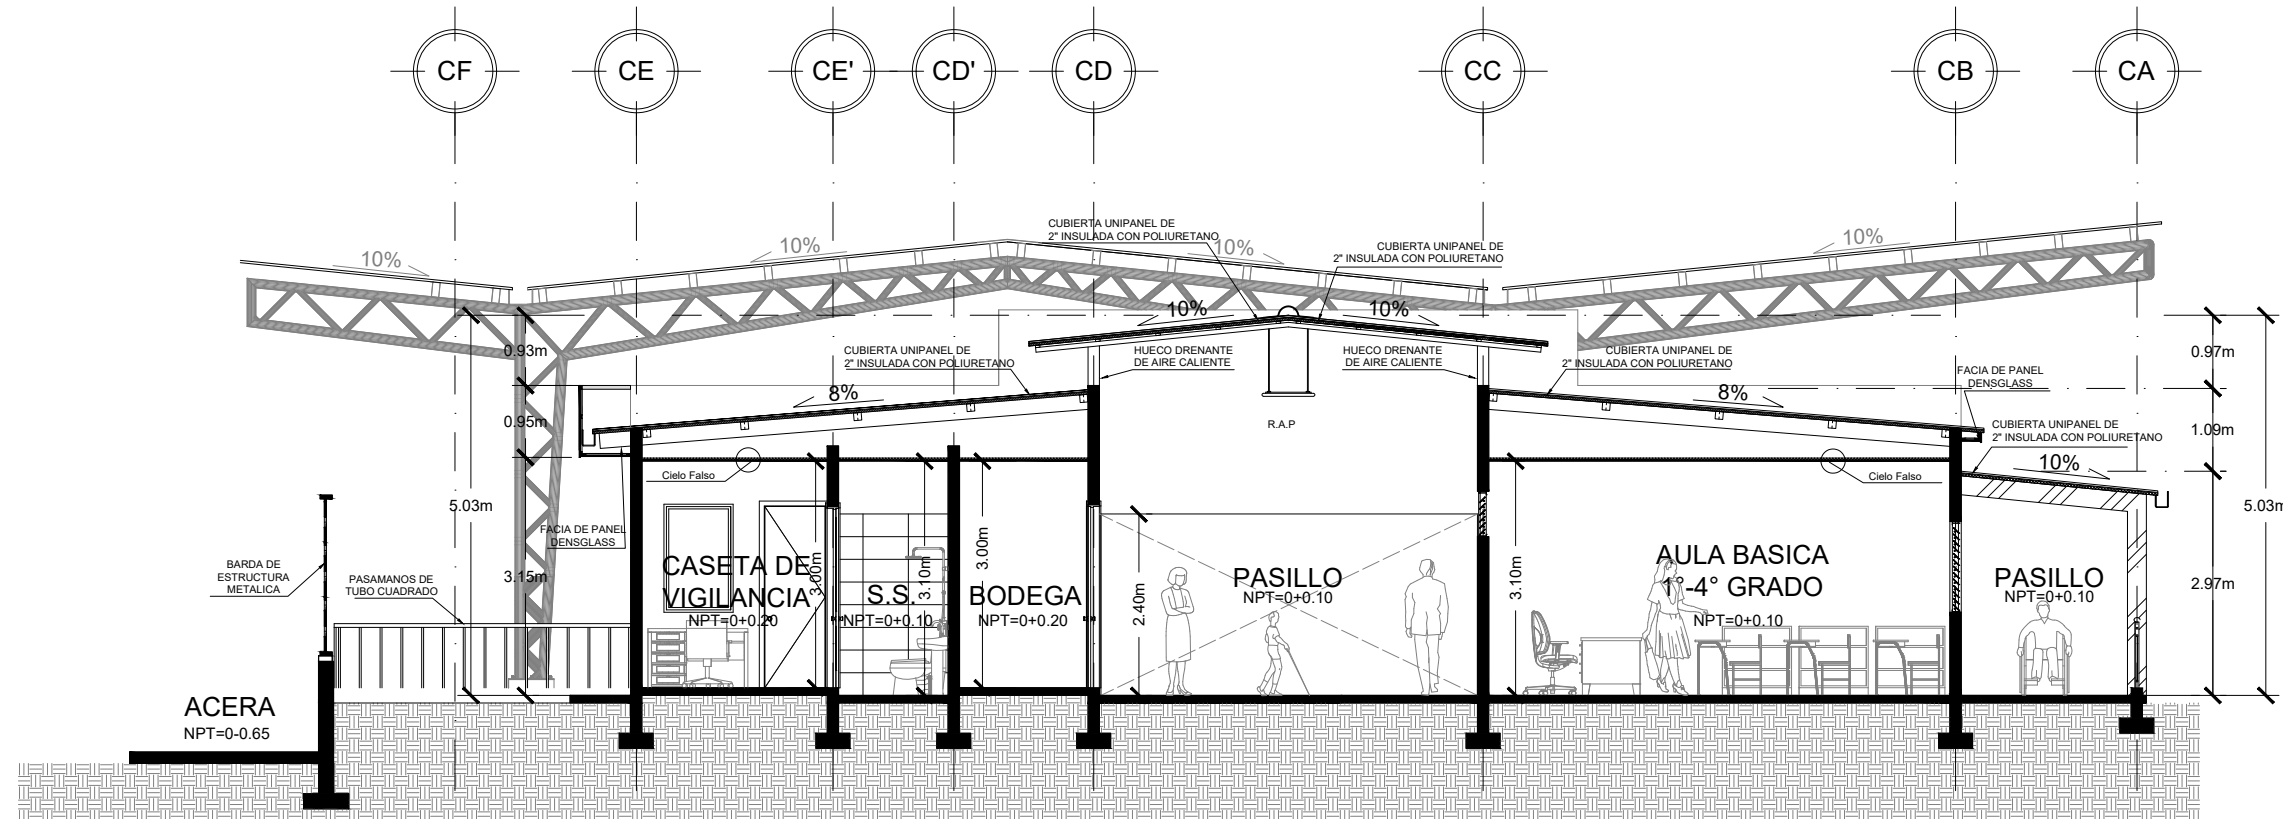 CF
CE
CE'
CD'
CD
CC
CB
CA
CUBIERTA UNIPANEL DE
2" INSULADA CON POLIURETANO
CUBIERTA UNIPANEL DE
2" INSULADA CON POLIURETANO
10%
10%
10%
10%
10%
10%
HUECO DRENANTE
DE AIRE CALIENTE
HUECO DRENANTE
DE AIRE CALIENTE
CUBIERTA UNIPANEL DE
2" INSULADA CON POLIURETANO
CUBIERTA UNIPANEL DE
2" INSULADA CON POLIURETANO
0.93m
0.97m
FACIA DE PANEL
DENSGLASS
8%
8%
0.95m
R.A.P
1.09m
CUBIERTA UNIPANEL DE
2" INSULADA CON POLIURETANO
10%
Cielo Falso
Cielo Falso
5.03m
5.03m
FACIA DE PANEL
DENSGLASS
BARDA DE
ESTRUCTURA
METALICA
PASAMANOS DE
TUBO CUADRADO
3.15m
CASETA DE
VIGILANCIA
NPT=0+0.20
3.00m
S.S.
NPT=0+0.10
3.10m
3.00m
BODEGA
NPT=0+0.20
2.40m
PASILLO
NPT=0+0.10
3.10m
AULA BASICA
1°-4° GRADO
NPT=0+0.10
PASILLO
NPT=0+0.10
2.97m
ACERA
NPT=0-0.65